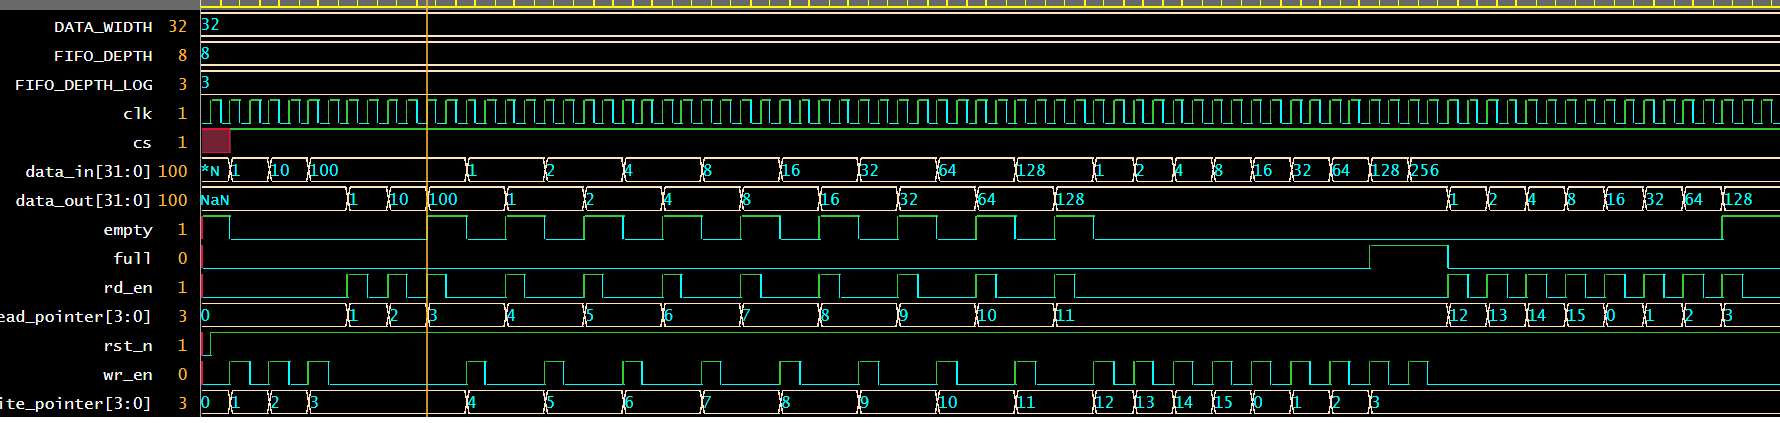 DATA_WIDTH 32 32
FIFO_DEPTH 8 8
FIFO_DEPTH_LOG 3 3
clk 1
cs 1
data_in[31:0] 100 *N 1 10 100 1 2 4 8 16 32 64 128 1 2 4 8 16 32 64 128 256
data_out[31:0] 100 NaN 1 10 100 1 2 4 8 16 32 64 128 1 2 4 8 16 32 64 128
empty 1
full 0
rd_en 1
ead_pointer[3:0] 3 0 1 2 3 4 5 6 7 8 9 10 11 12 13 14 15 0 1 2 3
rst_n 1
wr_en 0
ite_pointer[3:0] 3 0 1 2 3 4 5 6 7 8 9 10 11 12 13 14 15 0 1 2 3